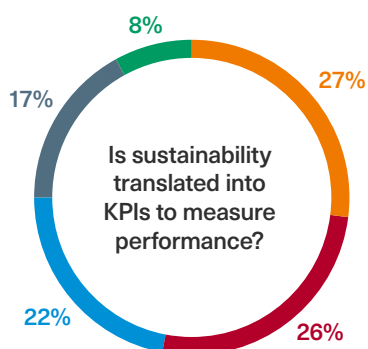 8%
27%
17%
Is sustainability
translated into
KPIs to measure
performance?
22%
26%